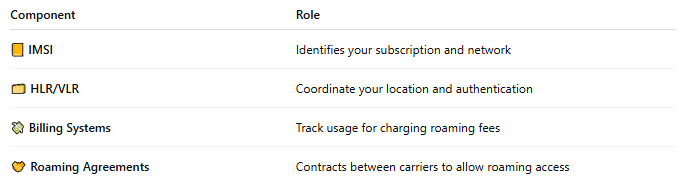 Component Role
IMSI Identifies your subscription and network
HLR/VLR Coordinate your location and authentication
Billing Systems Track usage for charging roaming fees
Roaming Agreements Contracts between carriers to allow roaming access